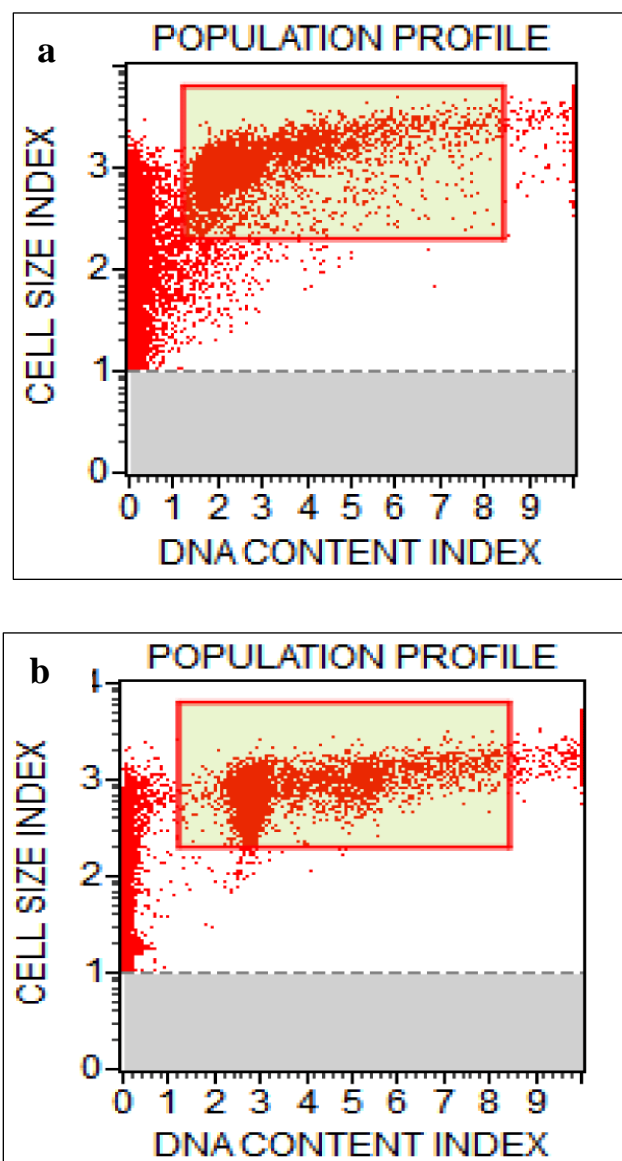 a
POPULATION PROFILE
CELL SIZE INDEX
3
2
1
0
0 1 2 3 4 5 6 7 8 9
DNA CONTENT INDEX
b
POPULATION PROFILE
CELL SIZE INDEX
4
3
2
1
0
0 1 2 3 4 5 6 7 8 9
DNA CONTENT INDEX